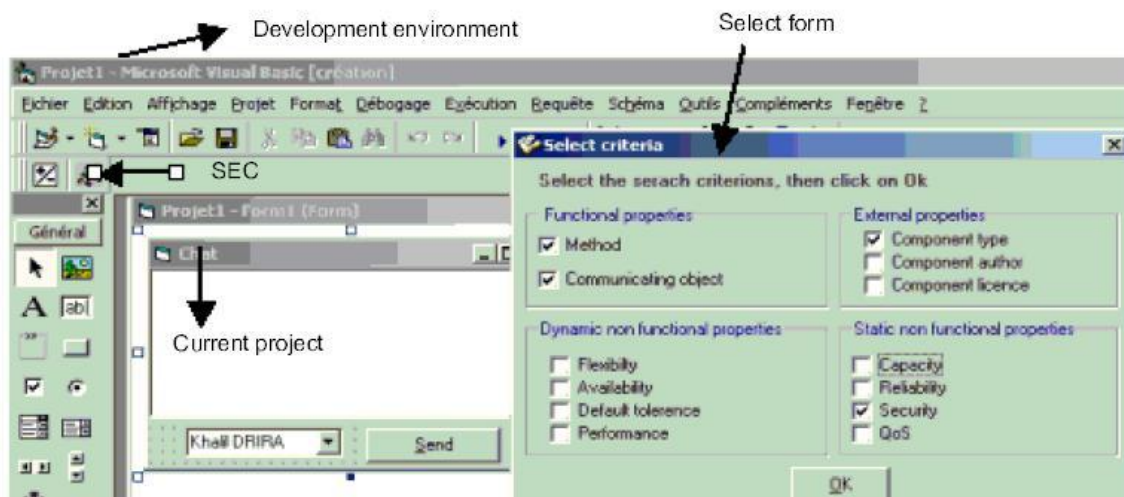 Development environment
Select form
Projet1 - Microsoft Visual Basic [création]
Fichier Edition Affichage Projet Format Débogage Exécution Requête Schéma Outils Compléments Fenêtre ?
SEC
Select criteria
Select the serach criterions, then click on Ok
Projet1 - Form1 (Form)
Général
Chat
Functional properties
Method
Communicating object
External properties
Component type
Component author
Component licence
A
abl
Current project
Dynamic non functional properties
Flexibilty
Availability
Default tolerence
Performance
Static non functional properties
Capacity
Reliability
Security
QoS
Khalil DRIRA
Send
OK